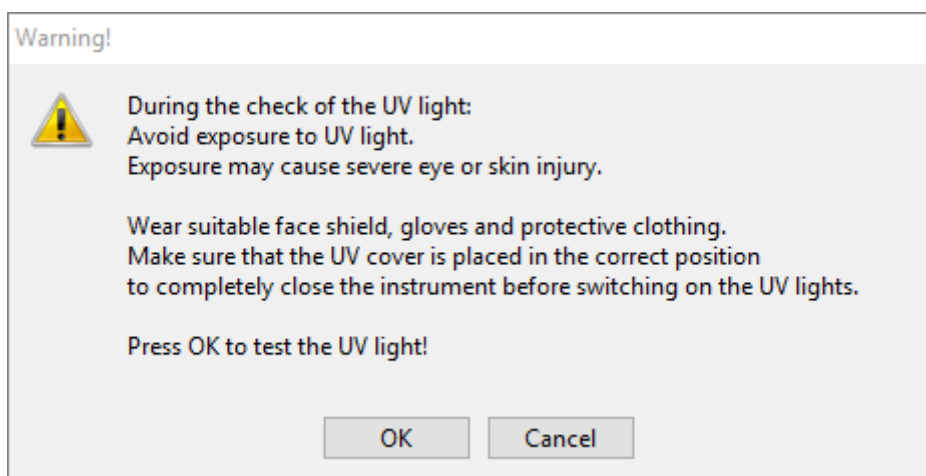 Warning!
During the check of the UV light:
Avoid exposure to UV light.
Exposure may cause severe eye or skin injury.
Wear suitable face shield, gloves and protective clothing.
Make sure that the UV cover is placed in the correct position
to completely close the instrument before switching on the UV lights.
Press OK to test the UV light!
OK Cancel